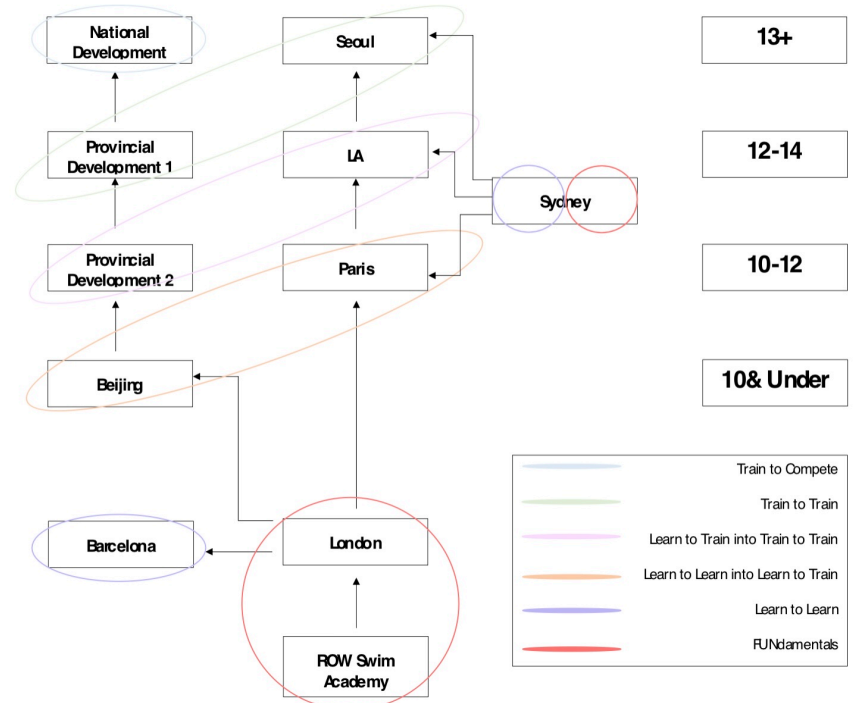 National
Development
Seoul
13+
Provincial
Development 1
LA
12-14
Sydney
Provincial
Development 2
Paris
10-12
Beijing
10& Under
Train to Compete
Train to Train
Learn to Train into Train to Train
Learn to Learn into Learn to Train
Learn to Learn
FUNdamentals
Barcelona
London
ROW Swim
Academy